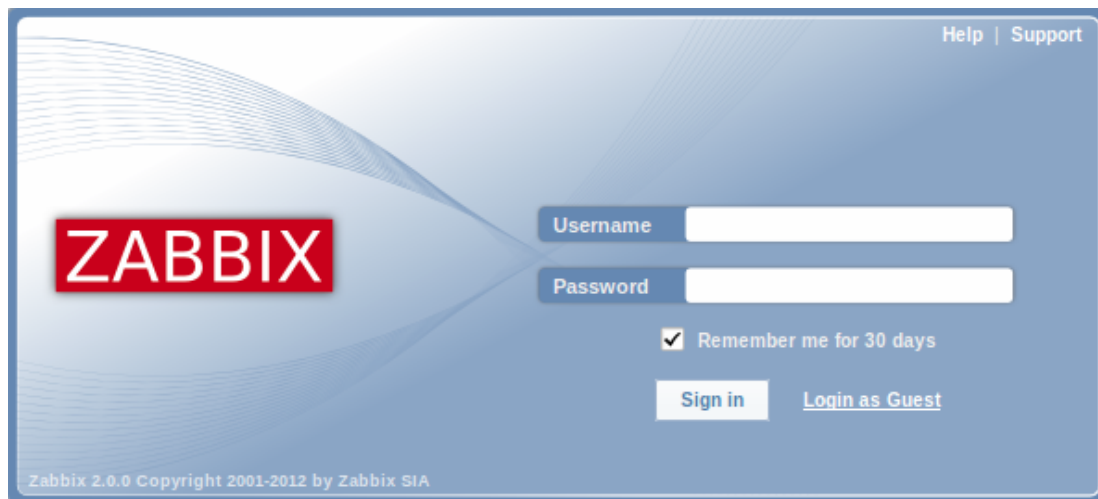 Help | Support
ZABBIX
Username
Password
Remember me for 30 days
Sign in Login as Guest
Zabbix 2.0.0 Copyright 2001-2012 by Zabbix SIA